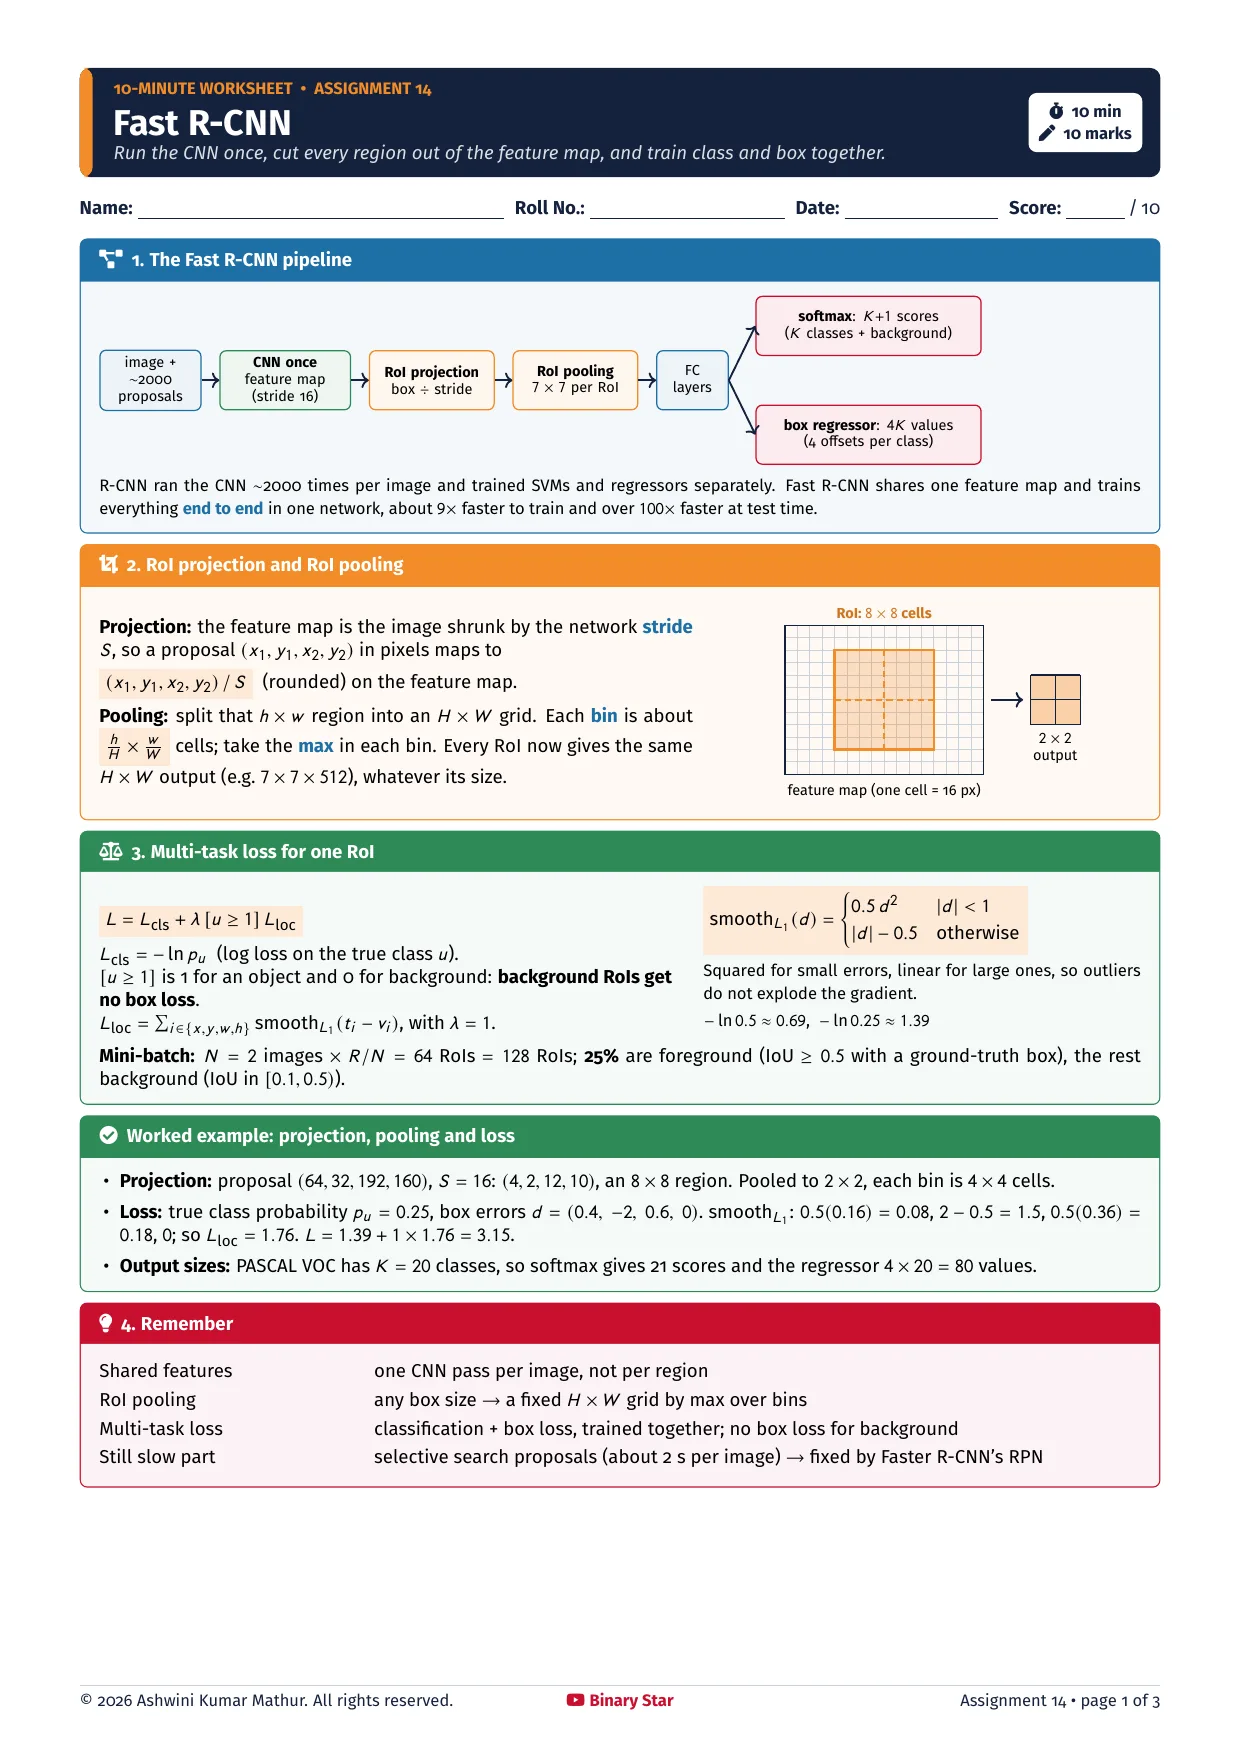 10-MINUTE WORKSHEET • ASSIGNMENT 14
Fast R-CNN
Run the CNN once, cut every region out of the feature map, and train class and box together.
10 min
10 marks
Name: Roll No.: Date: Score: / 10
1. The Fast R-CNN pipeline
image +
~2000
proposals
CNN once
feature map
(stride 16)
RoI projection
box ÷ stride
RoI pooling
7 × 7 per RoI
FC
layers
softmax: K+1 scores
(K classes + background)
box regressor: 4K values
(4 offsets per class)
R-CNN ran the CNN ~2000 times per image and trained SVMs and regressors separately. Fast R-CNN shares one feature map and trains
everything end to end in one network, about 9× faster to train and over 100× faster at test time.
2. RoI projection and RoI pooling
Projection: the feature map is the image shrunk by the network stride
S, so a proposal (x₁, y₁, x₂, y₂) in pixels maps to
(x₁, y₁, x₂, y₂) / S (rounded) on the feature map.
Pooling: split that h × w region into an H × W grid. Each bin is about
h/H × w/W cells; take the max in each bin. Every RoI now gives the same
H × W output (e.g. 7 × 7 × 512), whatever its size.
RoI: 8 × 8 cells
2 × 2
output
feature map (one cell = 16 px)
3. Multi-task loss for one RoI
L = L_cls + λ [u ≥ 1] L_loc
L_cls = − ln p_u (log loss on the true class u).
[u ≥ 1] is 1 for an object and 0 for background: background RoIs get
no box loss.
L_loc = ∑_{i∈{x,y,w,h}} smooth_{L₁}(t_i − v_i), with λ = 1.
smooth_{L₁}(d) = { 0.5 d² |d| < 1
|d| − 0.5 otherwise
Squared for small errors, linear for large ones, so outliers
do not explode the gradient.
− ln 0.5 ≈ 0.69, − ln 0.25 ≈ 1.39
Mini-batch: N = 2 images × R/N = 64 RoIs = 128 RoIs; 25% are foreground (IoU ≥ 0.5 with a ground-truth box), the rest
background (IoU in [0.1, 0.5)).
Worked example: projection, pooling and loss
• Projection: proposal (64, 32, 192, 160), S = 16: (4, 2, 12, 10), an 8 × 8 region. Pooled to 2 × 2, each bin is 4 × 4 cells.
• Loss: true class probability p_u = 0.25, box errors d = (0.4, −2, 0.6, 0). smooth_{L₁}: 0.5(0.16) = 0.08, 2 − 0.5 = 1.5, 0.5(0.36) =
0.18, 0; so L_loc = 1.76. L = 1.39 + 1 × 1.76 = 3.15.
• Output sizes: PASCAL VOC has K = 20 classes, so softmax gives 21 scores and the regressor 4 × 20 = 80 values.
4. Remember
Shared features one CNN pass per image, not per region
RoI pooling any box size → a fixed H × W grid by max over bins
Multi-task loss classification + box loss, trained together; no box loss for background
Still slow part selective search proposals (about 2 s per image) → fixed by Faster R-CNN's RPN
© 2026 Ashwini Kumar Mathur. All rights reserved. Binary Star Assignment 14 • page 1 of 3